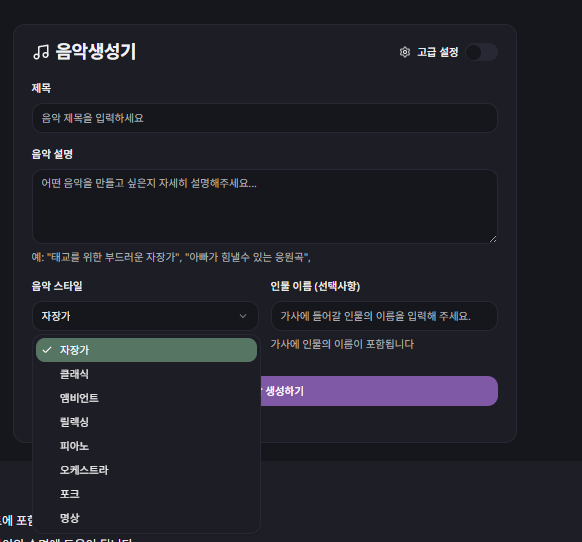 음악생성기
고급 설정
제목
음악 제목을 입력하세요
음악 설명
어떤 음악을 만들고 싶은지 자세히 설명해주세요...
예: "태교를 위한 부드러운 자장가", "아빠가 힘낼수 있는 응원곡",
음악 스타일
인물 이름 (선택사항)
자장가
가사에 들어갈 인물의 이름을 입력해 주세요.
가사에 인물의 이름이 포함됩니다
자장가
클래식
앰비언트
릴렉싱
피아노
오케스트라
포크
명상
생성하기
에 포함